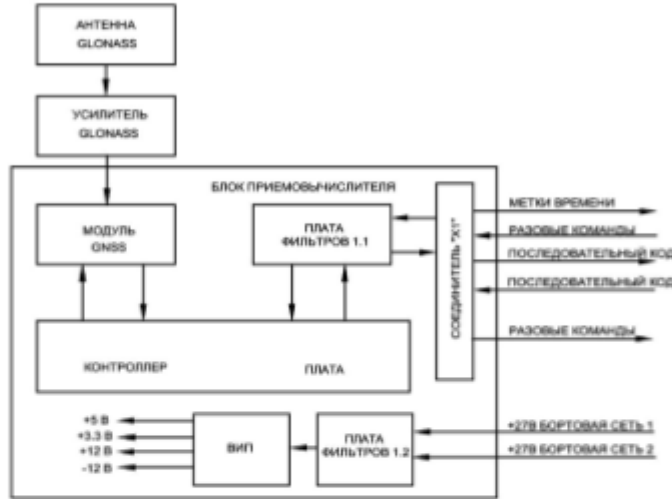 АНТЕННА
GLONASS
УСИЛИТЕЛЬ
GLONASS
БЛОК ПРИЕМОВЫЧИСЛИТЕЛЯ
МОДУЛЬ
GNSS
ПЛАТА
ФИЛЬТРОВ 1.1
СОЕДИНИТЕЛЬ "X1"
МЕТКИ ВРЕМЕНИ
РАЗОВЫЕ КОМАНДЫ
ПОСЛЕДОВАТЕЛЬНЫЙ КОД
ПОСЛЕДОВАТЕЛЬНЫЙ КОД
РАЗОВЫЕ КОМАНДЫ
КОНТРОЛЛЕР ПЛАТА
+5 В
+3.3 В
+12 В
-12 В
ВИП
ПЛАТА
ФИЛЬТРОВ 1.2
+27В БОРТОВАЯ СЕТЬ 1
+27В БОРТОВАЯ СЕТЬ 2